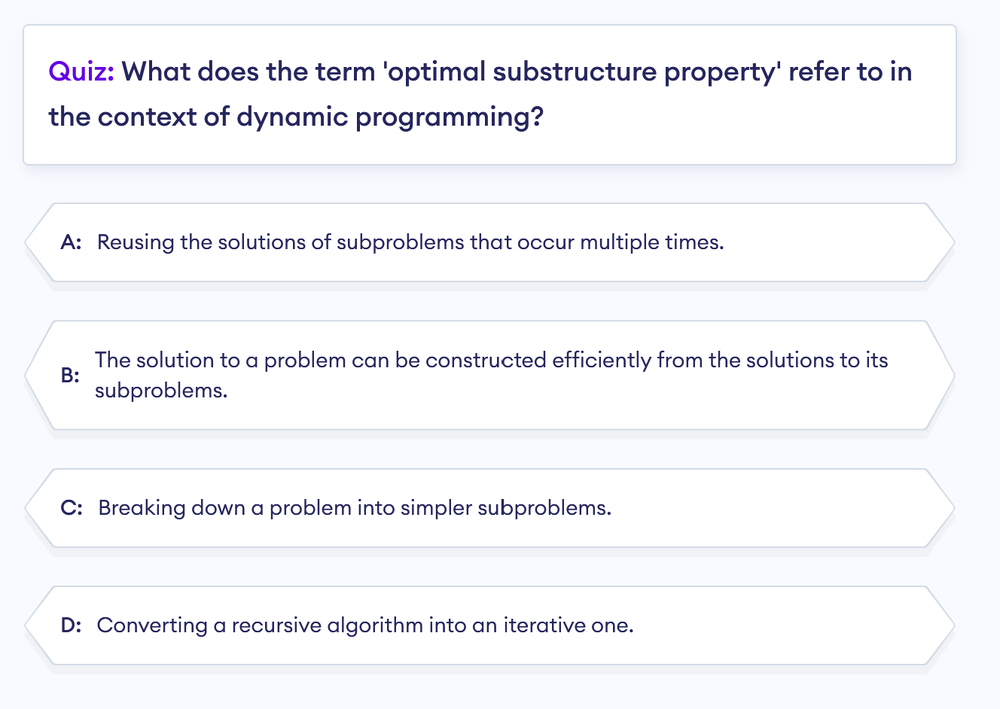 Quiz: What does the term 'optimal substructure property' refer to in
the context of dynamic programming?
A: Reusing the solutions of subproblems that occur multiple times.
B: The solution to a problem can be constructed efficiently from the solutions to its
subproblems.
C: Breaking down a problem into simpler subproblems.
D: Converting a recursive algorithm into an iterative one.